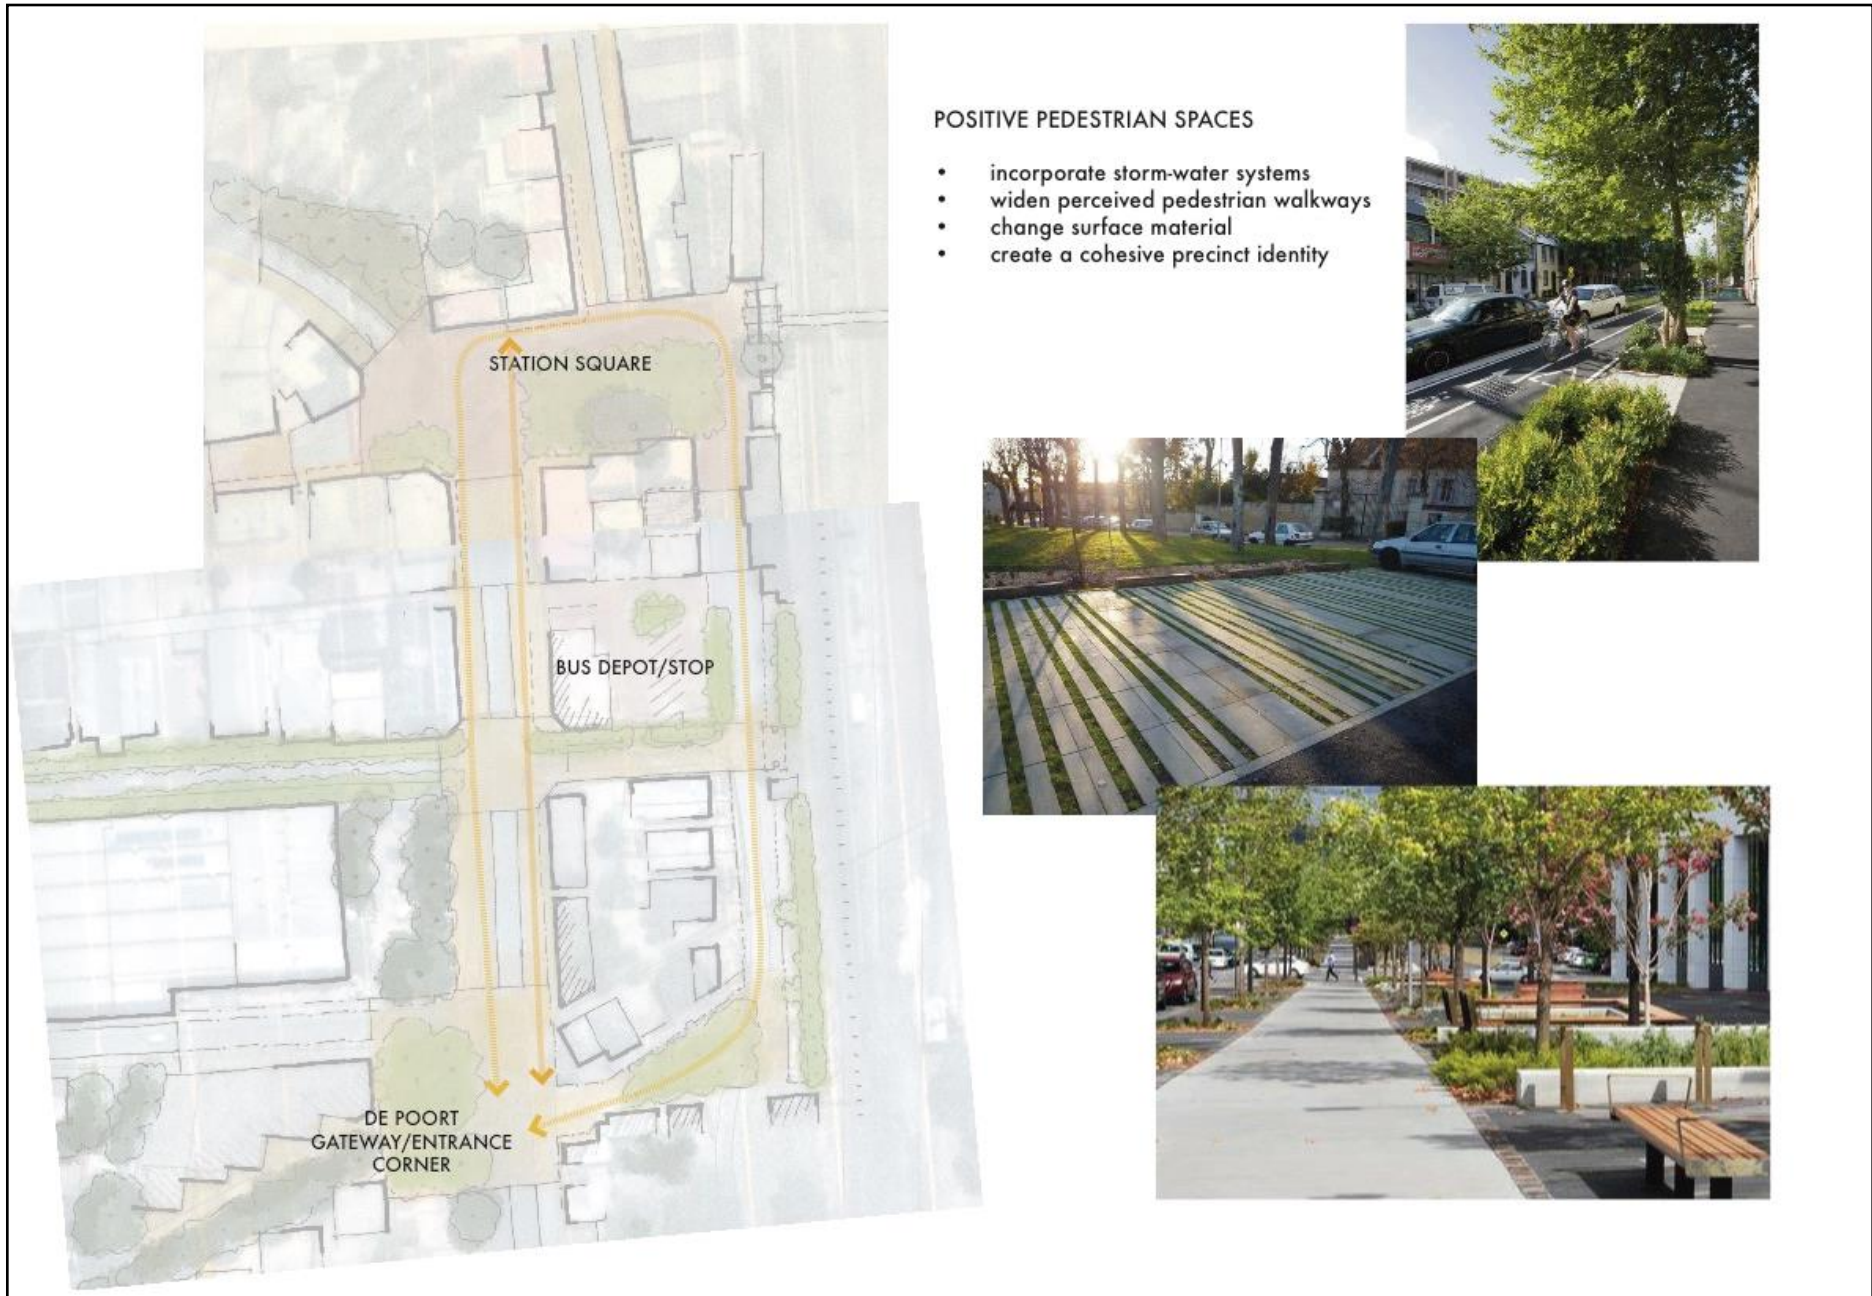 POSITIVE PEDESTRIAN SPACES
• incorporate storm-water systems
• widen perceived pedestrian walkways
• change surface material
• create a cohesive precinct identity
STATION SQUARE
BUS DEPOT/STOP
DE POORT
GATEWAY/ENTRANCE
CORNER